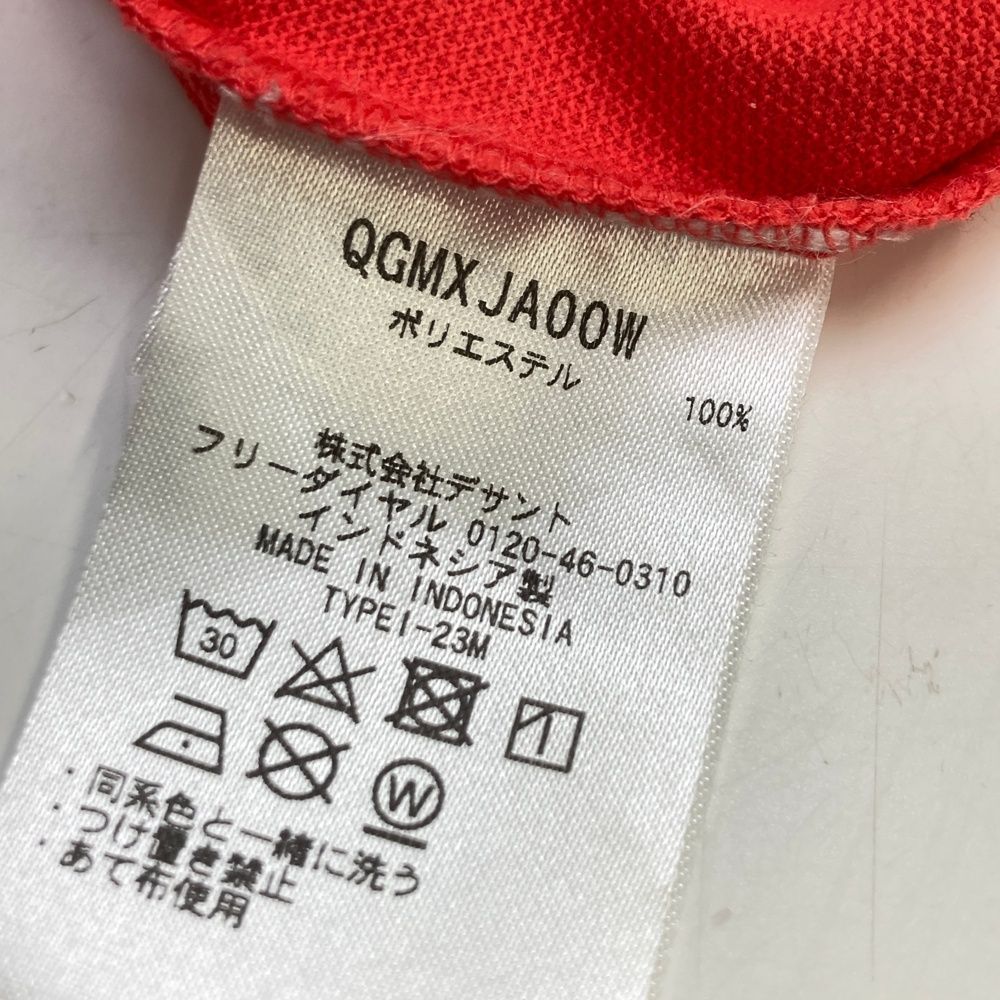 QGMXJA00W
ポリエステル 100%
株式会社デサント
フリーダイヤル 0120-46-0310
インドネシア製
MADE IN INDONESIA
TYPEI-23M
30
W
・同系色と一緒に洗う
・つけ置き禁止
・あて布使用